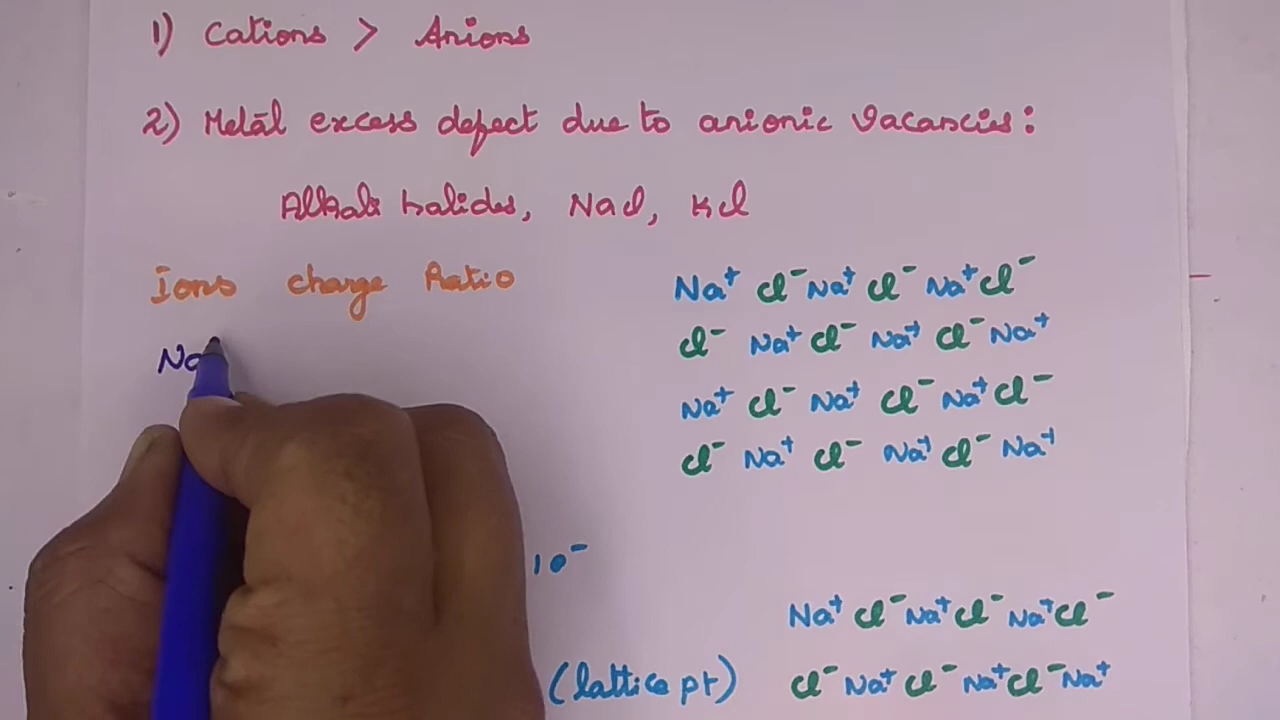 1) Cations > Anions
2) Metal excess defect due to anionic vacancies:
Alkali halides, NaCl, KCl
Ions charge Ratio
Na⁺ Cl⁻ Na⁺ Cl⁻ Na⁺ Cl⁻
Cl⁻ Na⁺ Cl⁻ Na⁺ Cl⁻ Na⁺
Na
Na⁺ Cl⁻ Na⁺ Cl⁻ Na⁺ Cl⁻
Cl⁻ Na⁺ Cl⁻ Na⁺ Cl⁻ Na⁺
1e⁻
Na⁺ Cl⁻ Na⁺ Cl⁻ Na⁺ Cl⁻
(lattice pt)
Cl⁻ Na⁺ Cl⁻ Na⁺ Cl⁻ Na⁺